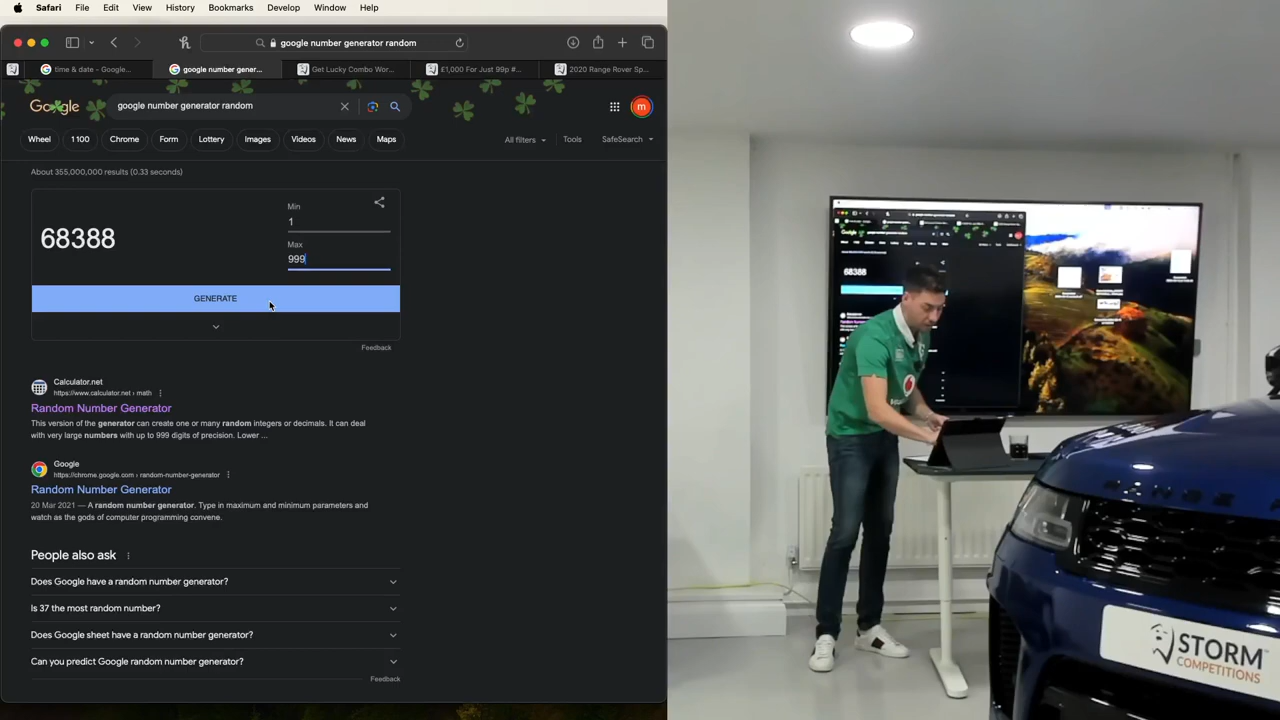 Safari File Edit View History Bookmarks Develop Window Help
google number generator random
time & date - Google...
google number gener...
Get Lucky Combo Wor...
£1,000 For Just 99p #...
2020 Range Rover Sp...
Google
google number generator random
m
Wheel
1 100
Chrome
Form
Lottery
Images
Videos
News
Maps
All filters
Tools
SafeSearch
About 355,000,000 results (0.33 seconds)
68388
Min
1
Max
999
GENERATE
Feedback
Calculator.net
https://www.calculator.net › math
Random Number Generator
This version of the generator can create one or many random integers or decimals. It can deal
with very large numbers with up to 999 digits of precision. Lower ...
Google
https://chrome.google.com › random-number-generator
Random Number Generator
20 Mar 2021 — A random number generator. Type in maximum and minimum parameters and
watch as the gods of computer programming convene.
People also ask
Does Google have a random number generator?
Is 37 the most random number?
Does Google sheet have a random number generator?
Can you predict Google random number generator?
Feedback
Google
68388
STORM
COMPETITIONS